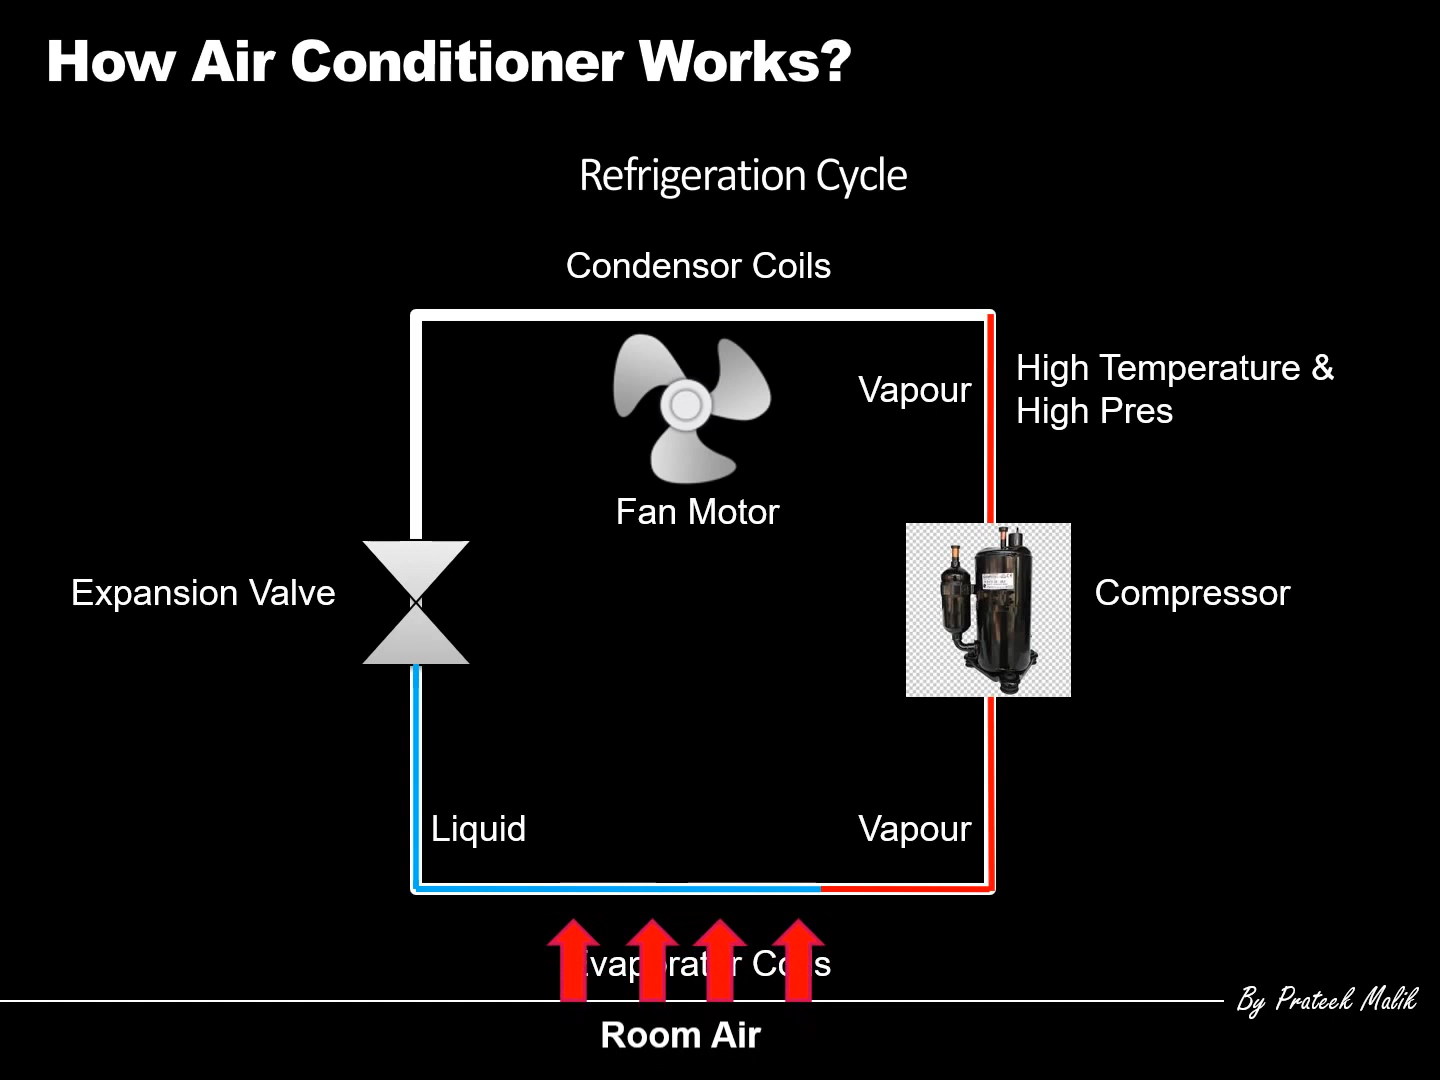 How Air Conditioner Works?
Refrigeration Cycle
Condensor Coils
Vapour
High Temperature &
High Pres
Fan Motor
Expansion Valve
Compressor
Liquid
Vapour
Room Air
By Prateek Malik